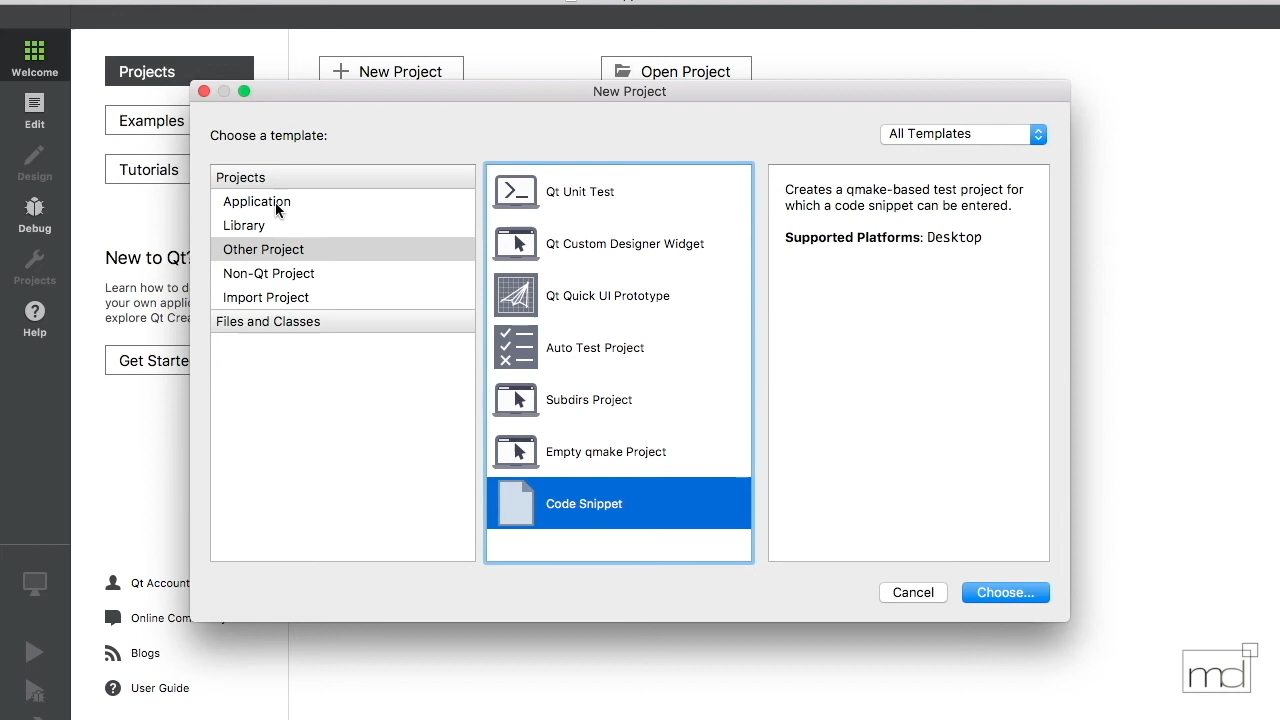 Welcome
Edit
Design
Debug
Projects
Help
Projects
New Project
Open Project
Examples
Tutorials
New to Qt?
Learn how to d
your own applic
explore Qt Crea
Get Starte
Qt Account
Online Com
Blogs
User Guide
New Project
Choose a template:
All Templates
Projects
Application
Library
Other Project
Non-Qt Project
Import Project
Files and Classes
Qt Unit Test
Qt Custom Designer Widget
Qt Quick UI Prototype
Auto Test Project
Subdirs Project
Empty qmake Project
Code Snippet
Creates a qmake-based test project for
which a code snippet can be entered.
Supported Platforms: Desktop
Cancel
Choose...
md